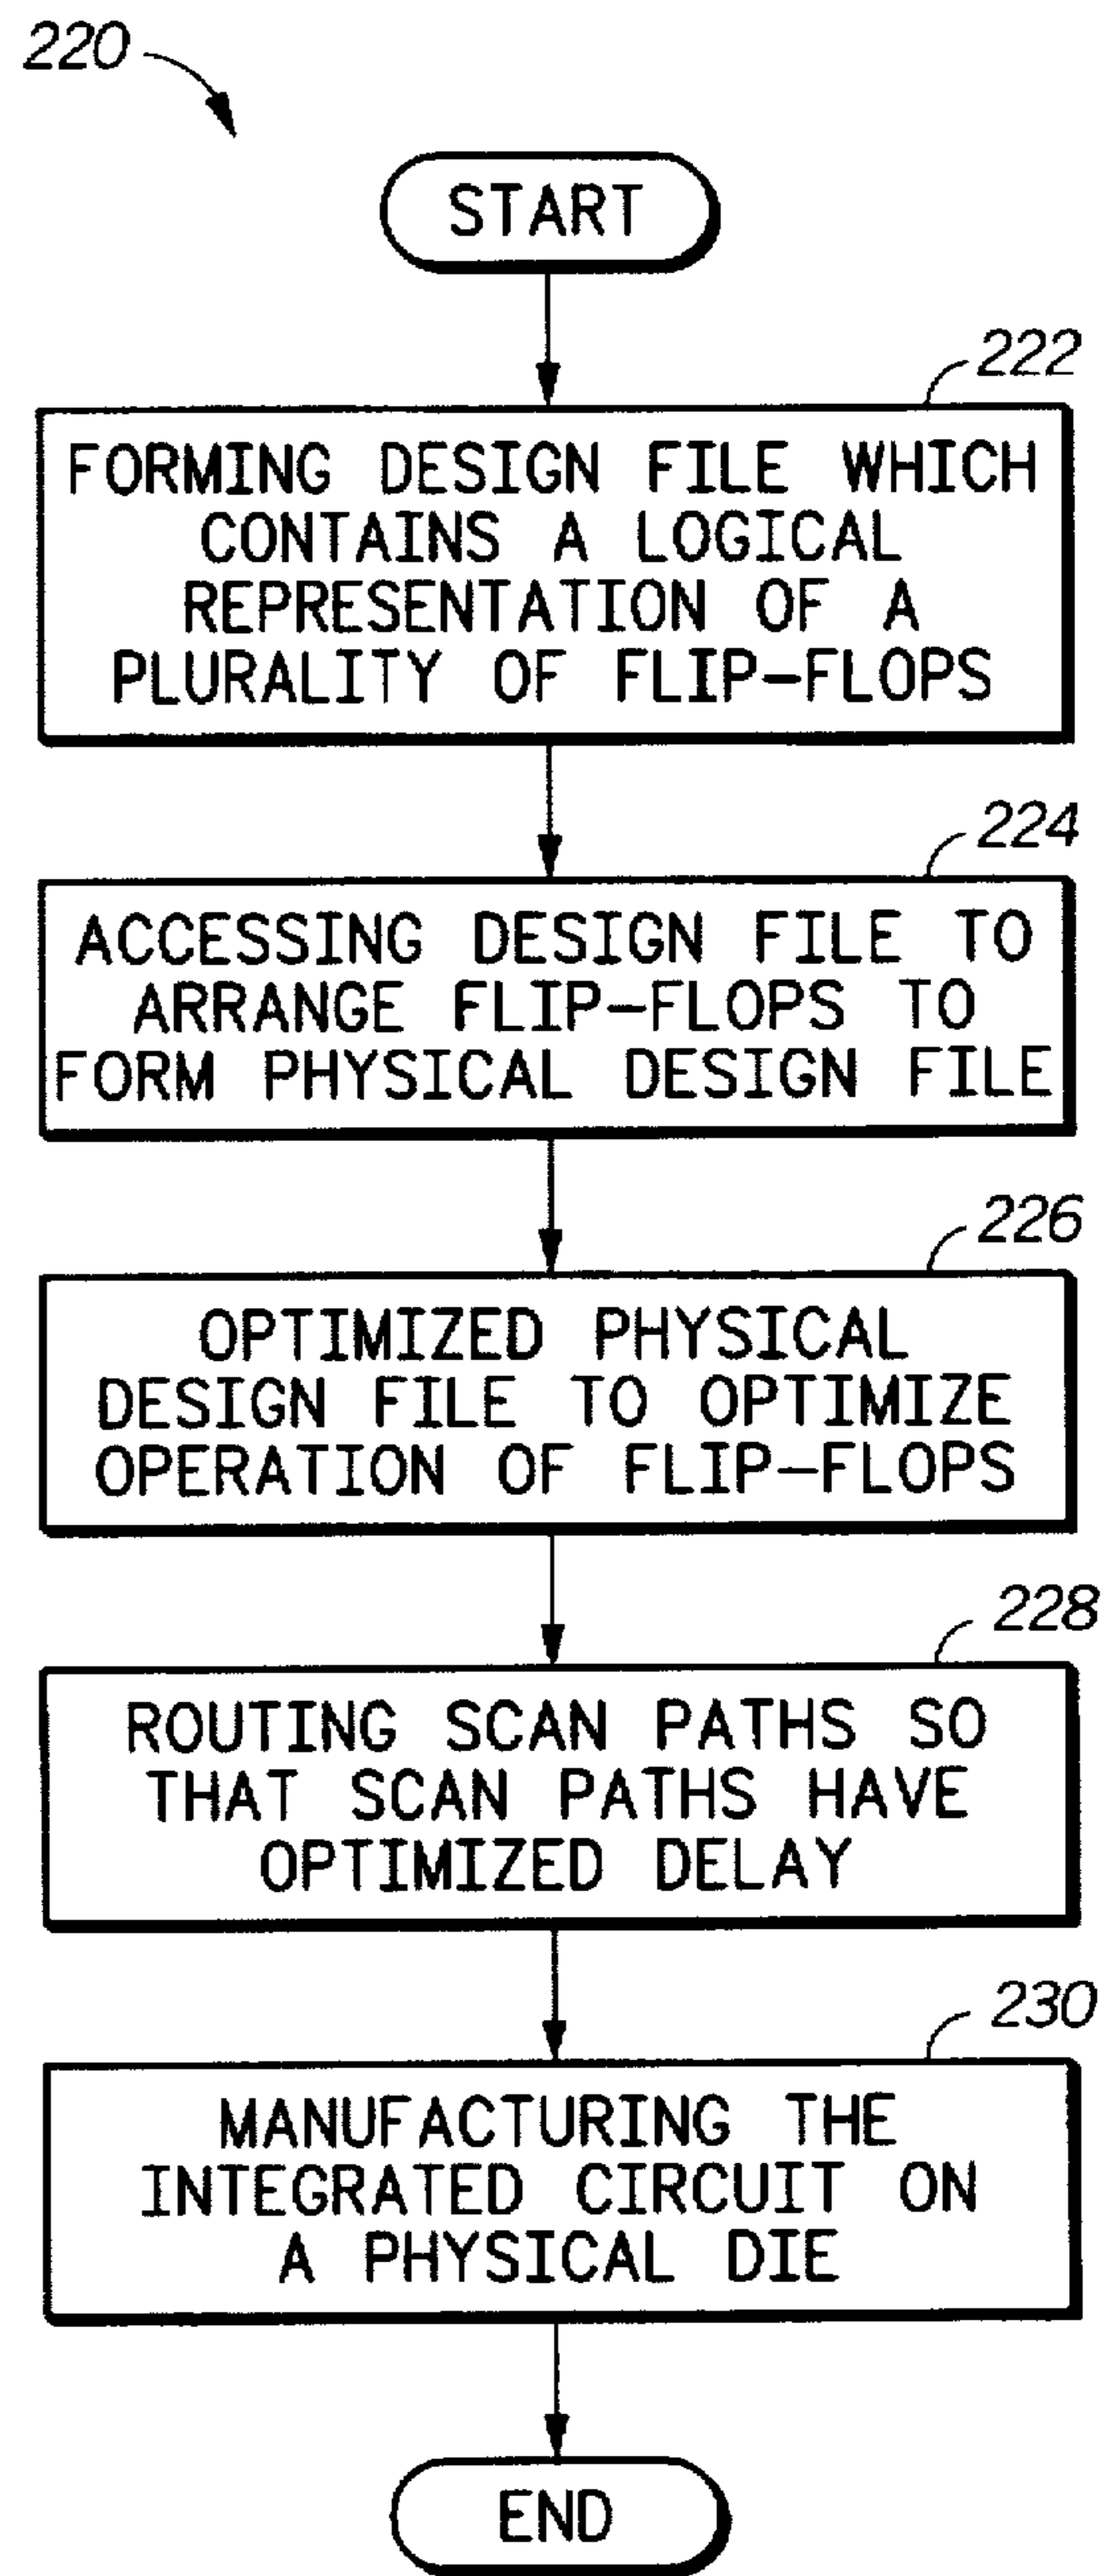 220
START
222
FORMING DESIGN FILE WHICH
CONTAINS A LOGICAL
REPRESENTATION OF A
PLURALITY OF FLIP-FLOPS
224
ACCESSING DESIGN FILE TO
ARRANGE FLIP-FLOPS TO
FORM PHYSICAL DESIGN FILE
226
OPTIMIZED PHYSICAL
DESIGN FILE TO OPTIMIZE
OPERATION OF FLIP-FLOPS
228
ROUTING SCAN PATHS SO
THAT SCAN PATHS HAVE
OPTIMIZED DELAY
230
MANUFACTURING THE
INTEGRATED CIRCUIT ON
A PHYSICAL DIE
END